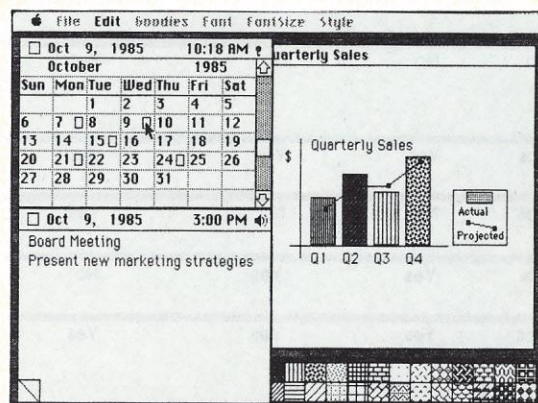 File Edit Goodies Font FontSize Style
Oct 9, 1985 10:18 AM
October 1985
Sun Mon Tue Wed Thu Fri Sat
1 2 3 4 5
6 7 8 9 10 11 12
13 14 15 16 17 18 19
20 21 22 23 24 25 26
27 28 29 30 31
Oct 9, 1985 3:00 PM
Board Meeting
Present new marketing strategies
uarterly Sales
Quarterly Sales
$
Actual
Projected
Q1 Q2 Q3 Q4